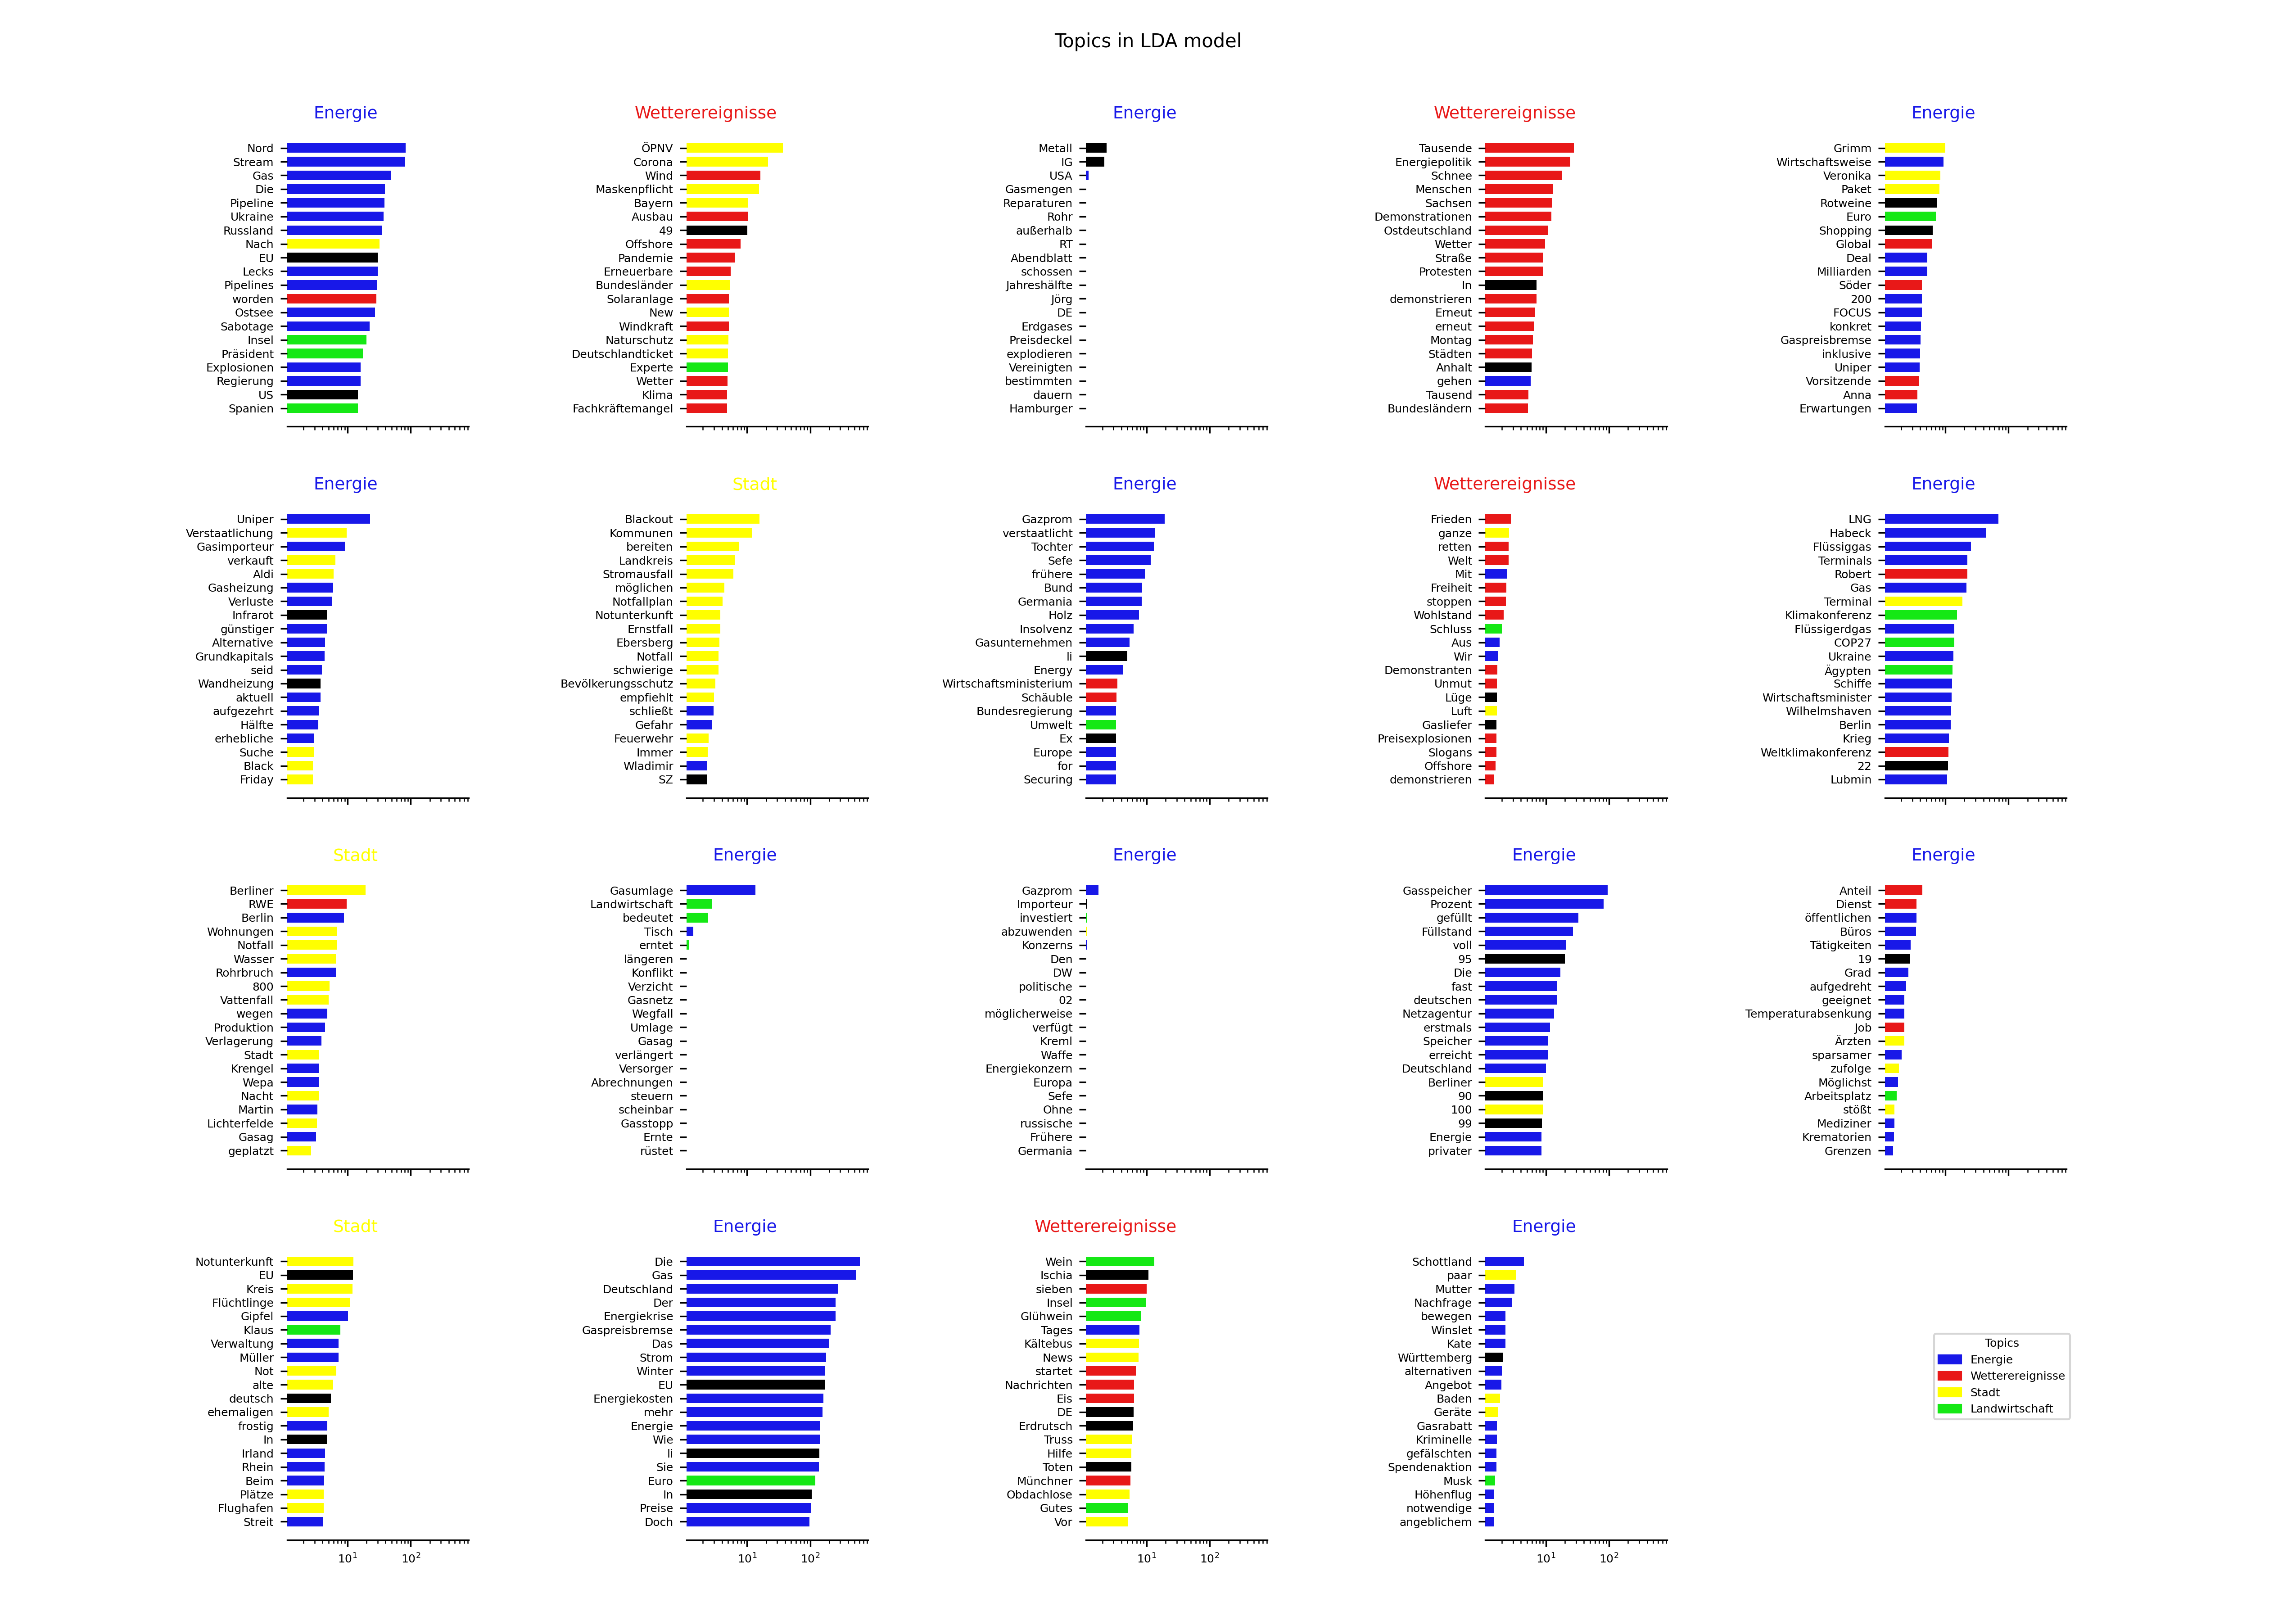 Topics in LDA model
Energie
Nord
Stream
Gas
Die
Pipeline
Ukraine
Russland
Nach
EU
Lecks
Pipelines
worden
Ostsee
Sabotage
Insel
Präsident
Explosionen
Regierung
US
Spanien
Wetterereignisse
ÖPNV
Corona
Wind
Maskenpflicht
Bayern
Ausbau
49
Offshore
Pandemie
Erneuerbare
Bundesländer
Solaranlage
New
Windkraft
Naturschutz
Deutschlandticket
Experte
Wetter
Klima
Fachkräftemangel
Energie
Metall
IG
USA
Gasmengen
Reparaturen
Rohr
außerhalb
RT
Abendblatt
schossen
Jahreshälfte
Jörg
DE
Erdgases
Preisdeckel
explodieren
Vereinigten
bestimmten
dauern
Hamburger
Wetterereignisse
Tausende
Energiepolitik
Schnee
Menschen
Sachsen
Demonstrationen
Ostdeutschland
Wetter
Straße
Protesten
In
demonstrieren
Erneut
erneut
Montag
Städten
Anhalt
gehen
Tausend
Bundesländern
Energie
Grimm
Wirtschaftsweise
Veronika
Paket
Rotweine
Euro
Shopping
Global
Deal
Milliarden
Söder
200
FOCUS
konkret
Gaspreisbremse
inklusive
Uniper
Vorsitzende
Anna
Erwartungen
Energie
Uniper
Verstaatlichung
Gasimporteur
verkauft
Aldi
Gasheizung
Verluste
Infrarot
günstiger
Alternative
Grundkapitals
seid
Wandheizung
aktuell
aufgezehrt
Hälfte
erhebliche
Suche
Black
Friday
Stadt
Blackout
Kommunen
bereiten
Landkreis
Stromausfall
möglichen
Notfallplan
Notunterkunft
Ernstfall
Ebersberg
Notfall
schwierige
Bevölkerungsschutz
empfiehlt
schließt
Gefahr
Feuerwehr
Immer
Wladimir
SZ
Energie
Gazprom
verstaatlicht
Tochter
Sefe
frühere
Bund
Germania
Holz
Insolvenz
Gasunternehmen
li
Energy
Wirtschaftsministerium
Schäuble
Bundesregierung
Umwelt
Ex
Europe
for
Securing
Wetterereignisse
Frieden
ganze
retten
Welt
Mit
Freiheit
stoppen
Wohlstand
Schluss
Aus
Wir
Demonstranten
Unmut
Lüge
Luft
Gasliefer
Preisexplosionen
Slogans
Offshore
demonstrieren
Energie
LNG
Habeck
Flüssiggas
Terminals
Robert
Gas
Terminal
Klimakonferenz
Flüssigerdgas
COP27
Ukraine
Ägypten
Schiffe
Wirtschaftsminister
Wilhelmshaven
Berlin
Krieg
Weltklimakonferenz
22
Lubmin
Stadt
Berliner
RWE
Berlin
Wohnungen
Notfall
Wasser
Rohrbruch
800
Vattenfall
wegen
Produktion
Verlagerung
Stadt
Krengel
Wepa
Nacht
Martin
Lichterfelde
Gasag
geplatzt
Energie
Gasumlage
Landwirtschaft
bedeutet
Tisch
erntet
längeren
Konflikt
Verzicht
Gasnetz
Wegfall
Umlage
Gasag
verlängert
Versorger
Abrechnungen
steuern
scheinbar
Gasstopp
Ernte
rüstet
Energie
Gazprom
Importeur
investiert
abzuwenden
Konzerns
Den
DW
politische
02
möglicherweise
verfügt
Kreml
Waffe
Energiekonzern
Europa
Sefe
Ohne
russische
Frühere
Germania
Energie
Gasspeicher
Prozent
gefüllt
Füllstand
voll
95
Die
fast
deutschen
Netzagentur
erstmals
Speicher
erreicht
Deutschland
Berliner
90
100
99
Energie
privater
Energie
Anteil
Dienst
öffentlichen
Büros
Tätigkeiten
19
Grad
aufgedreht
geeignet
Temperaturabsenkung
Job
Ärzten
sparsamer
zufolge
Möglichst
Arbeitsplatz
stößt
Mediziner
Krematorien
Grenzen
Stadt
Notunterkunft
EU
Kreis
Flüchtlinge
Gipfel
Klaus
Verwaltung
Müller
Not
alte
deutsch
ehemaligen
frostig
In
Irland
Rhein
Beim
Plätze
Flughafen
Streit
10¹ 10²
Energie
Die
Gas
Deutschland
Der
Energiekrise
Gaspreisbremse
Das
Strom
Winter
EU
Energiekosten
mehr
Energie
Wie
li
Sie
Euro
In
Preise
Doch
10¹ 10²
Wetterereignisse
Wein
Ischia
sieben
Insel
Glühwein
Tages
Kältebus
News
startet
Nachrichten
Eis
DE
Erdrutsch
Truss
Hilfe
Toten
Münchner
Obdachlose
Gutes
Vor
10¹ 10²
Energie
Schottland
paar
Mutter
Nachfrage
bewegen
Winslet
Kate
Württemberg
alternativen
Angebot
Baden
Geräte
Gasrabatt
Kriminelle
gefälschten
Spendenaktion
Musk
Höhenflug
notwendige
angeblichem
10¹ 10²
Topics
Energie
Wetterereignisse
Stadt
Landwirtschaft